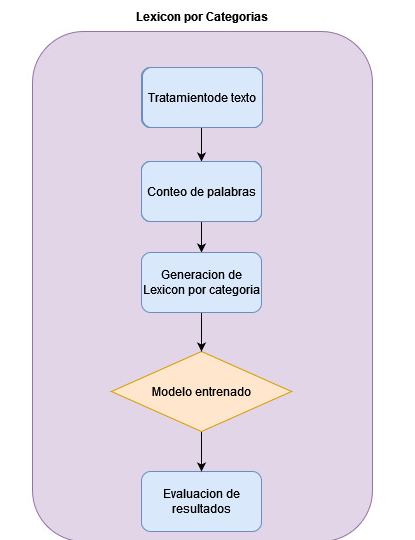 Lexicon por Categorias
Tratamientode texto
Conteo de palabras
Generacion de
Lexicon por categoria
Modelo entrenado
Evaluacion de
resultados